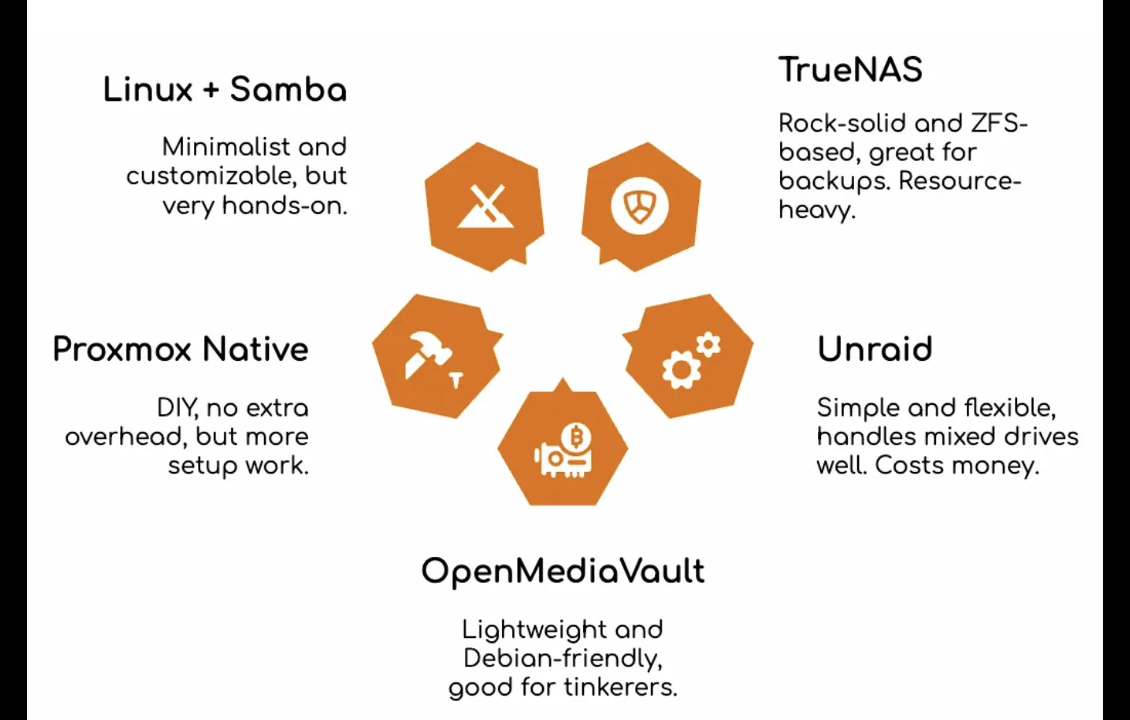 Linux + Samba
Minimalist and
customizable, but
very hands-on.
TrueNAS
Rock-solid and ZFS-
based, great for
backups. Resource-
heavy.
Proxmox Native
DIY, no extra
overhead, but more
setup work.
Unraid
Simple and flexible,
handles mixed drives
well. Costs money.
OpenMediaVault
Lightweight and
Debian-friendly,
good for tinkerers.